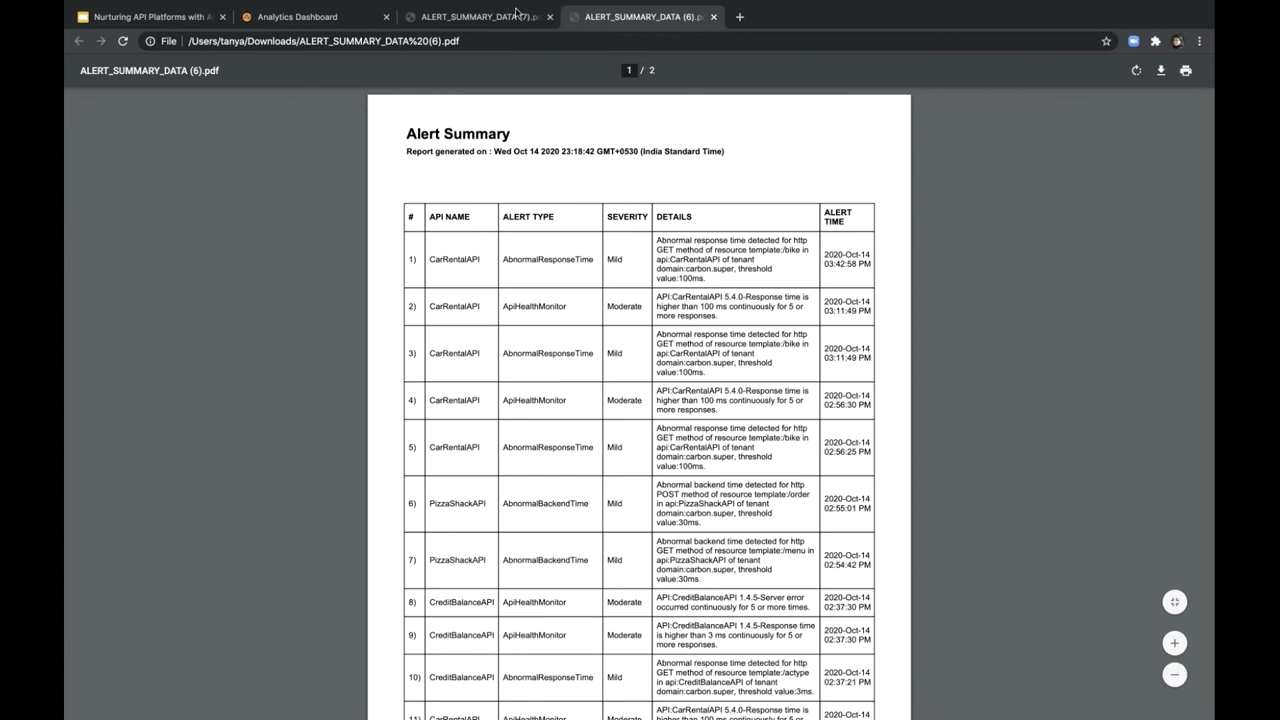 Nurturing API Platforms with A
Analytics Dashboard
ALERT_SUMMARY_DATA (7).p
ALERT_SUMMARY_DATA (6).p
File
/Users/tanya/Downloads/ALERT_SUMMARY_DATA%20(6).pdf
ALERT_SUMMARY_DATA (6).pdf
1 / 2
Alert Summary
Report generated on : Wed Oct 14 2020 23:18:42 GMT+0530 (India Standard Time)
# API NAME ALERT TYPE SEVERITY DETAILS ALERT
TIME
1) CarRentalAPI AbnormalResponseTime Mild
Abnormal response time detected for http
GET method of resource template:/bike in
api:CarRentalAPI of tenant
domain:carbon.super, threshold
value:100ms.
2020-Oct-14
03:42:58 PM
2) CarRentalAPI ApiHealthMonitor Moderate
API:CarRentalAPI 5.4.0-Response time is
higher than 100 ms continuously for 5 or
more responses.
2020-Oct-14
03:11:49 PM
3) CarRentalAPI AbnormalResponseTime Mild
Abnormal response time detected for http
GET method of resource template:/bike in
api:CarRentalAPI of tenant
domain:carbon.super, threshold
value:100ms.
2020-Oct-14
03:11:49 PM
4) CarRentalAPI ApiHealthMonitor Moderate
API:CarRentalAPI 5.4.0-Response time is
higher than 100 ms continuously for 5 or
more responses.
2020-Oct-14
02:56:30 PM
5) CarRentalAPI AbnormalResponseTime Mild
Abnormal response time detected for http
GET method of resource template:/bike in
api:CarRentalAPI of tenant
domain:carbon.super, threshold
value:100ms.
2020-Oct-14
02:56:25 PM
6) PizzaShackAPI AbnormalBackendTime Mild
Abnormal backend time detected for http
POST method of resource template:/order
in api:PizzaShackAPI of tenant
domain:carbon.super, threshold
value:30ms.
2020-Oct-14
02:55:01 PM
7) PizzaShackAPI AbnormalBackendTime Mild
Abnormal backend time detected for http
GET method of resource template:/menu in
api:PizzaShackAPI of tenant
domain:carbon.super, threshold
value:30ms.
2020-Oct-14
02:54:42 PM
8) CreditBalanceAPI ApiHealthMonitor Moderate
API:CreditBalanceAPI 1.4.5-Server error
occurred continuously for 5 or more times.
2020-Oct-14
02:37:30 PM
9) CreditBalanceAPI ApiHealthMonitor Moderate
API:CreditBalanceAPI 1.4.5-Response time
is higher than 3 ms continuously for 5 or
more responses.
2020-Oct-14
02:37:30 PM
10) CreditBalanceAPI AbnormalResponseTime Mild
Abnormal response time detected for http
GET method of resource template:/actype
in api:CreditBalanceAPI of tenant
domain:carbon.super, threshold value:3ms.
2020-Oct-14
02:37:21 PM
11) CarRentalAPI ApiHealthMonitor Moderate
API:CarRentalAPI 5.4.0-Response time is
2020-Oct-14